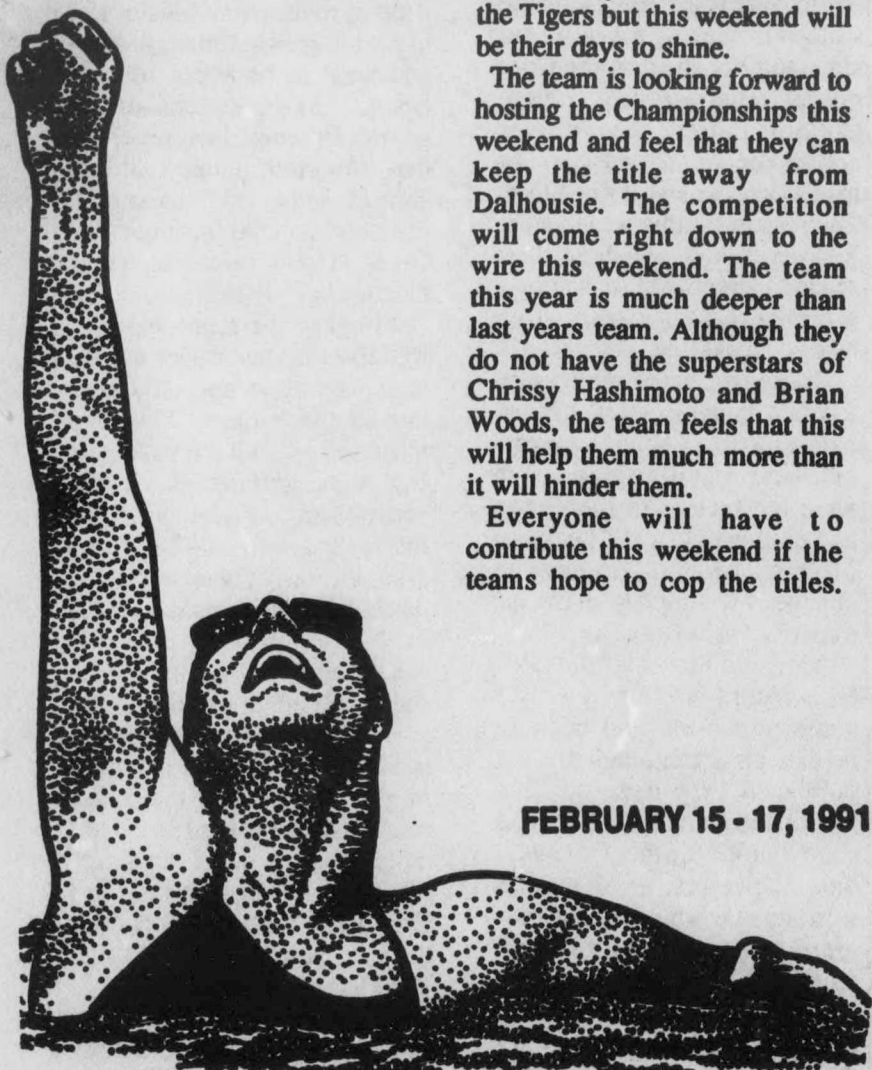 the Tigers but this weekend will
be their days to shine.
The team is looking forward to
hosting the Championships this
weekend and feel that they can
keep the title away from
Dalhousie. The competition
will come right down to the
wire this weekend. The team
this year is much deeper than
last years team. Although they
do not have the superstars of
Chrissy Hashimoto and Brian
Woods, the team feels that this
will help them much more than
it will hinder them.
Everyone will have to
contribute this weekend if the
teams hope to cop the titles.
FEBRUARY 15 - 17, 1991